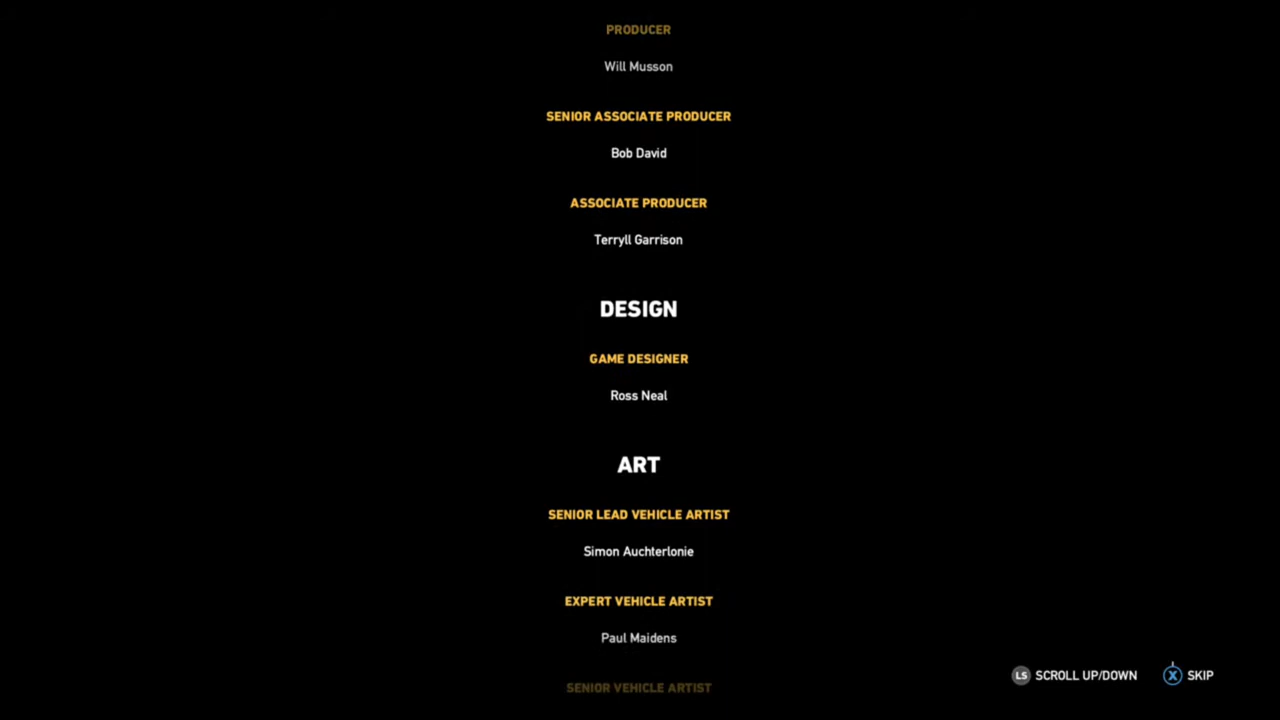 PRODUCER
Will Musson
SENIOR ASSOCIATE PRODUCER
Bob David
ASSOCIATE PRODUCER
Terryll Garrison
DESIGN
GAME DESIGNER
Ross Neal
ART
SENIOR LEAD VEHICLE ARTIST
Simon Auchterlonie
EXPERT VEHICLE ARTIST
Paul Maidens
SENIOR VEHICLE ARTIST
LS SCROLL UP/DOWN X SKIP